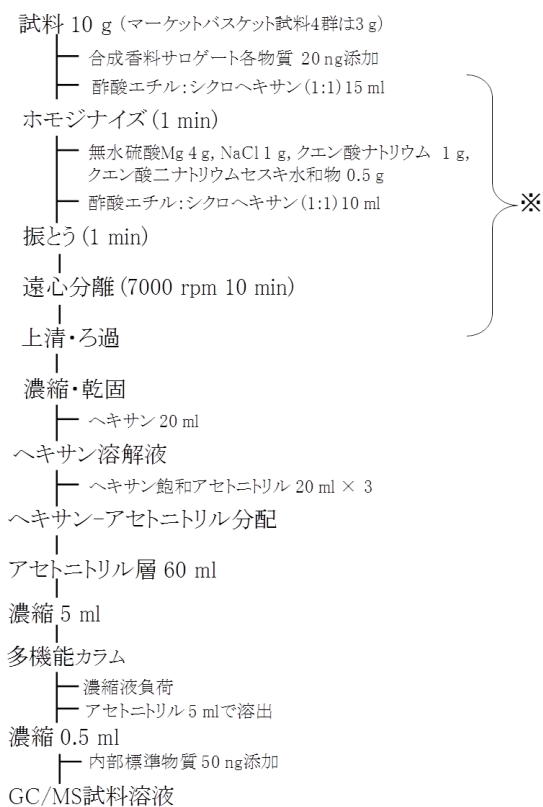 試料 10 g (マーケットバスケット試料4群は3 g)
合成香料サロゲート各物質 20 ng添加
酢酸エチル:シクロヘキサン(1:1) 15 ml
ホモジナイズ (1 min)
無水硫酸Mg 4 g, NaCl 1 g, クエン酸ナトリウム 1 g,
クエン酸二ナトリウムセスキ水和物 0.5 g
酢酸エチル:シクロヘキサン(1:1) 10 ml
※
振とう (1 min)
遠心分離 (7000 rpm 10 min)
上清・ろ過
濃縮・乾固
ヘキサン 20 ml
ヘキサン溶解液
ヘキサン飽和アセトニトリル 20 ml × 3
ヘキサン-アセトニトリル分配
アセトニトリル層 60 ml
濃縮 5 ml
多機能カラム
濃縮液負荷
アセトニトリル 5 mlで溶出
濃縮 0.5 ml
内部標準物質 50 ng添加
GC/MS試料溶液